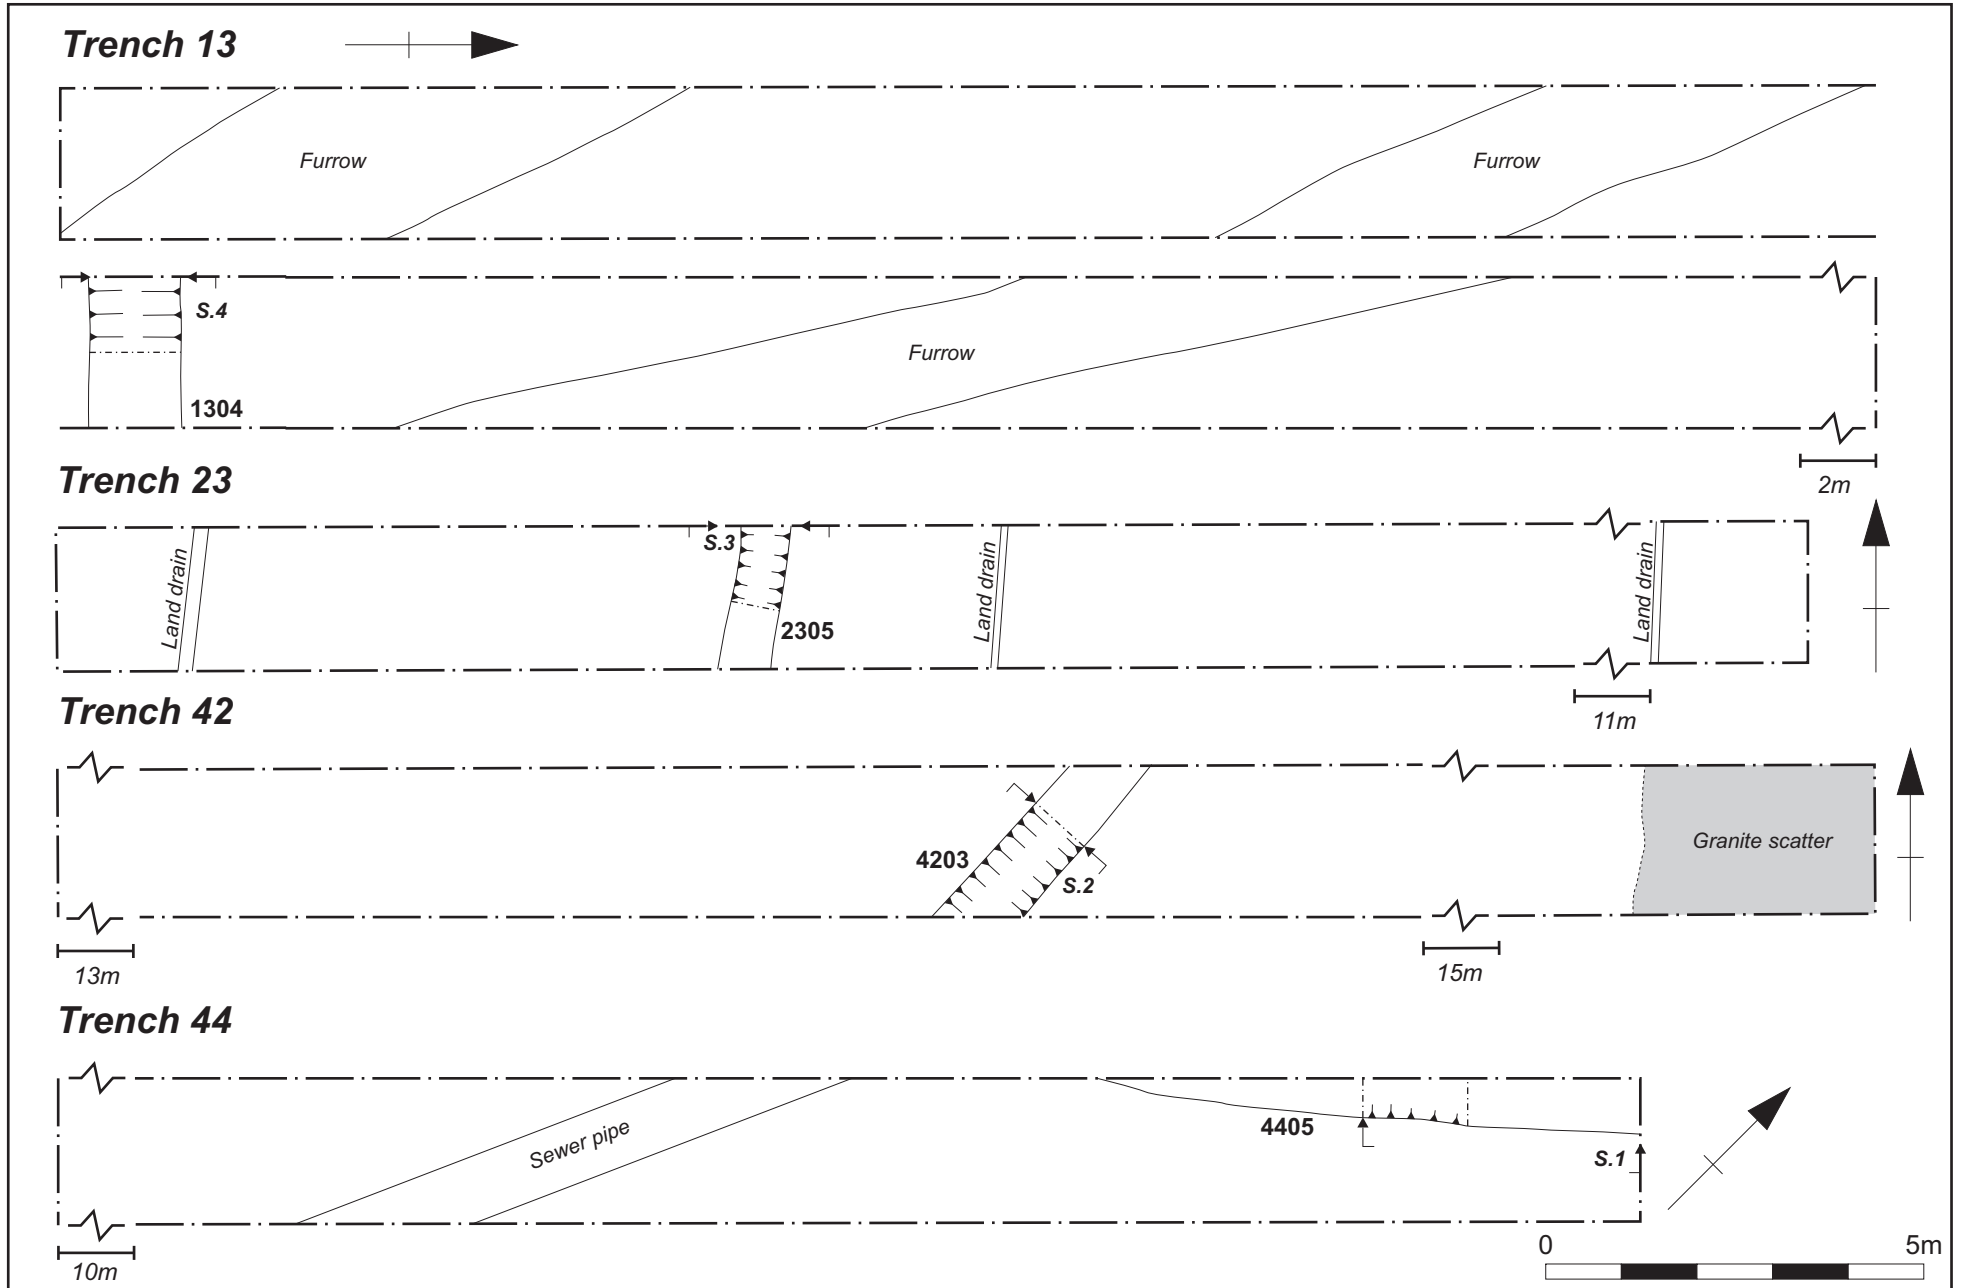 Trench 13
Furrow
Furrow
S.4
Furrow
1304
Trench 23
2m
S.3
Land drain
Land drain
Land drain
2305
Trench 42
11m
Granite scatter
4203
S.2
13m
15m
Trench 44
4405
Sewer pipe
S.1
0 5m
10m